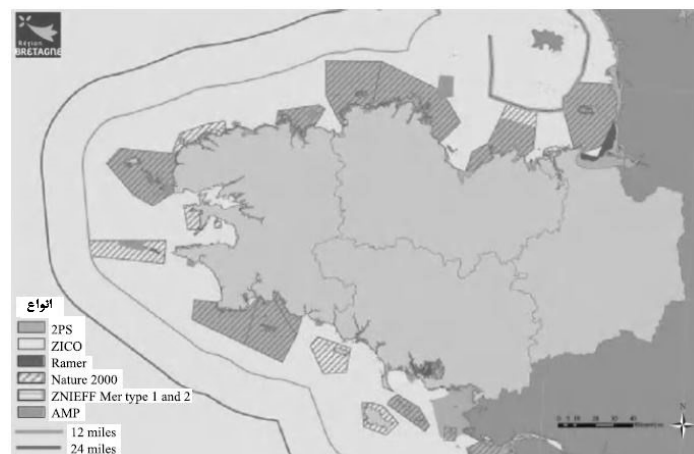 Région
BRETAGNE
انواع
2PS
ZICO
Ramer
Nature 2000
ZNIEFF Mer type 1 and 2
AMP
12 miles
24 miles
N